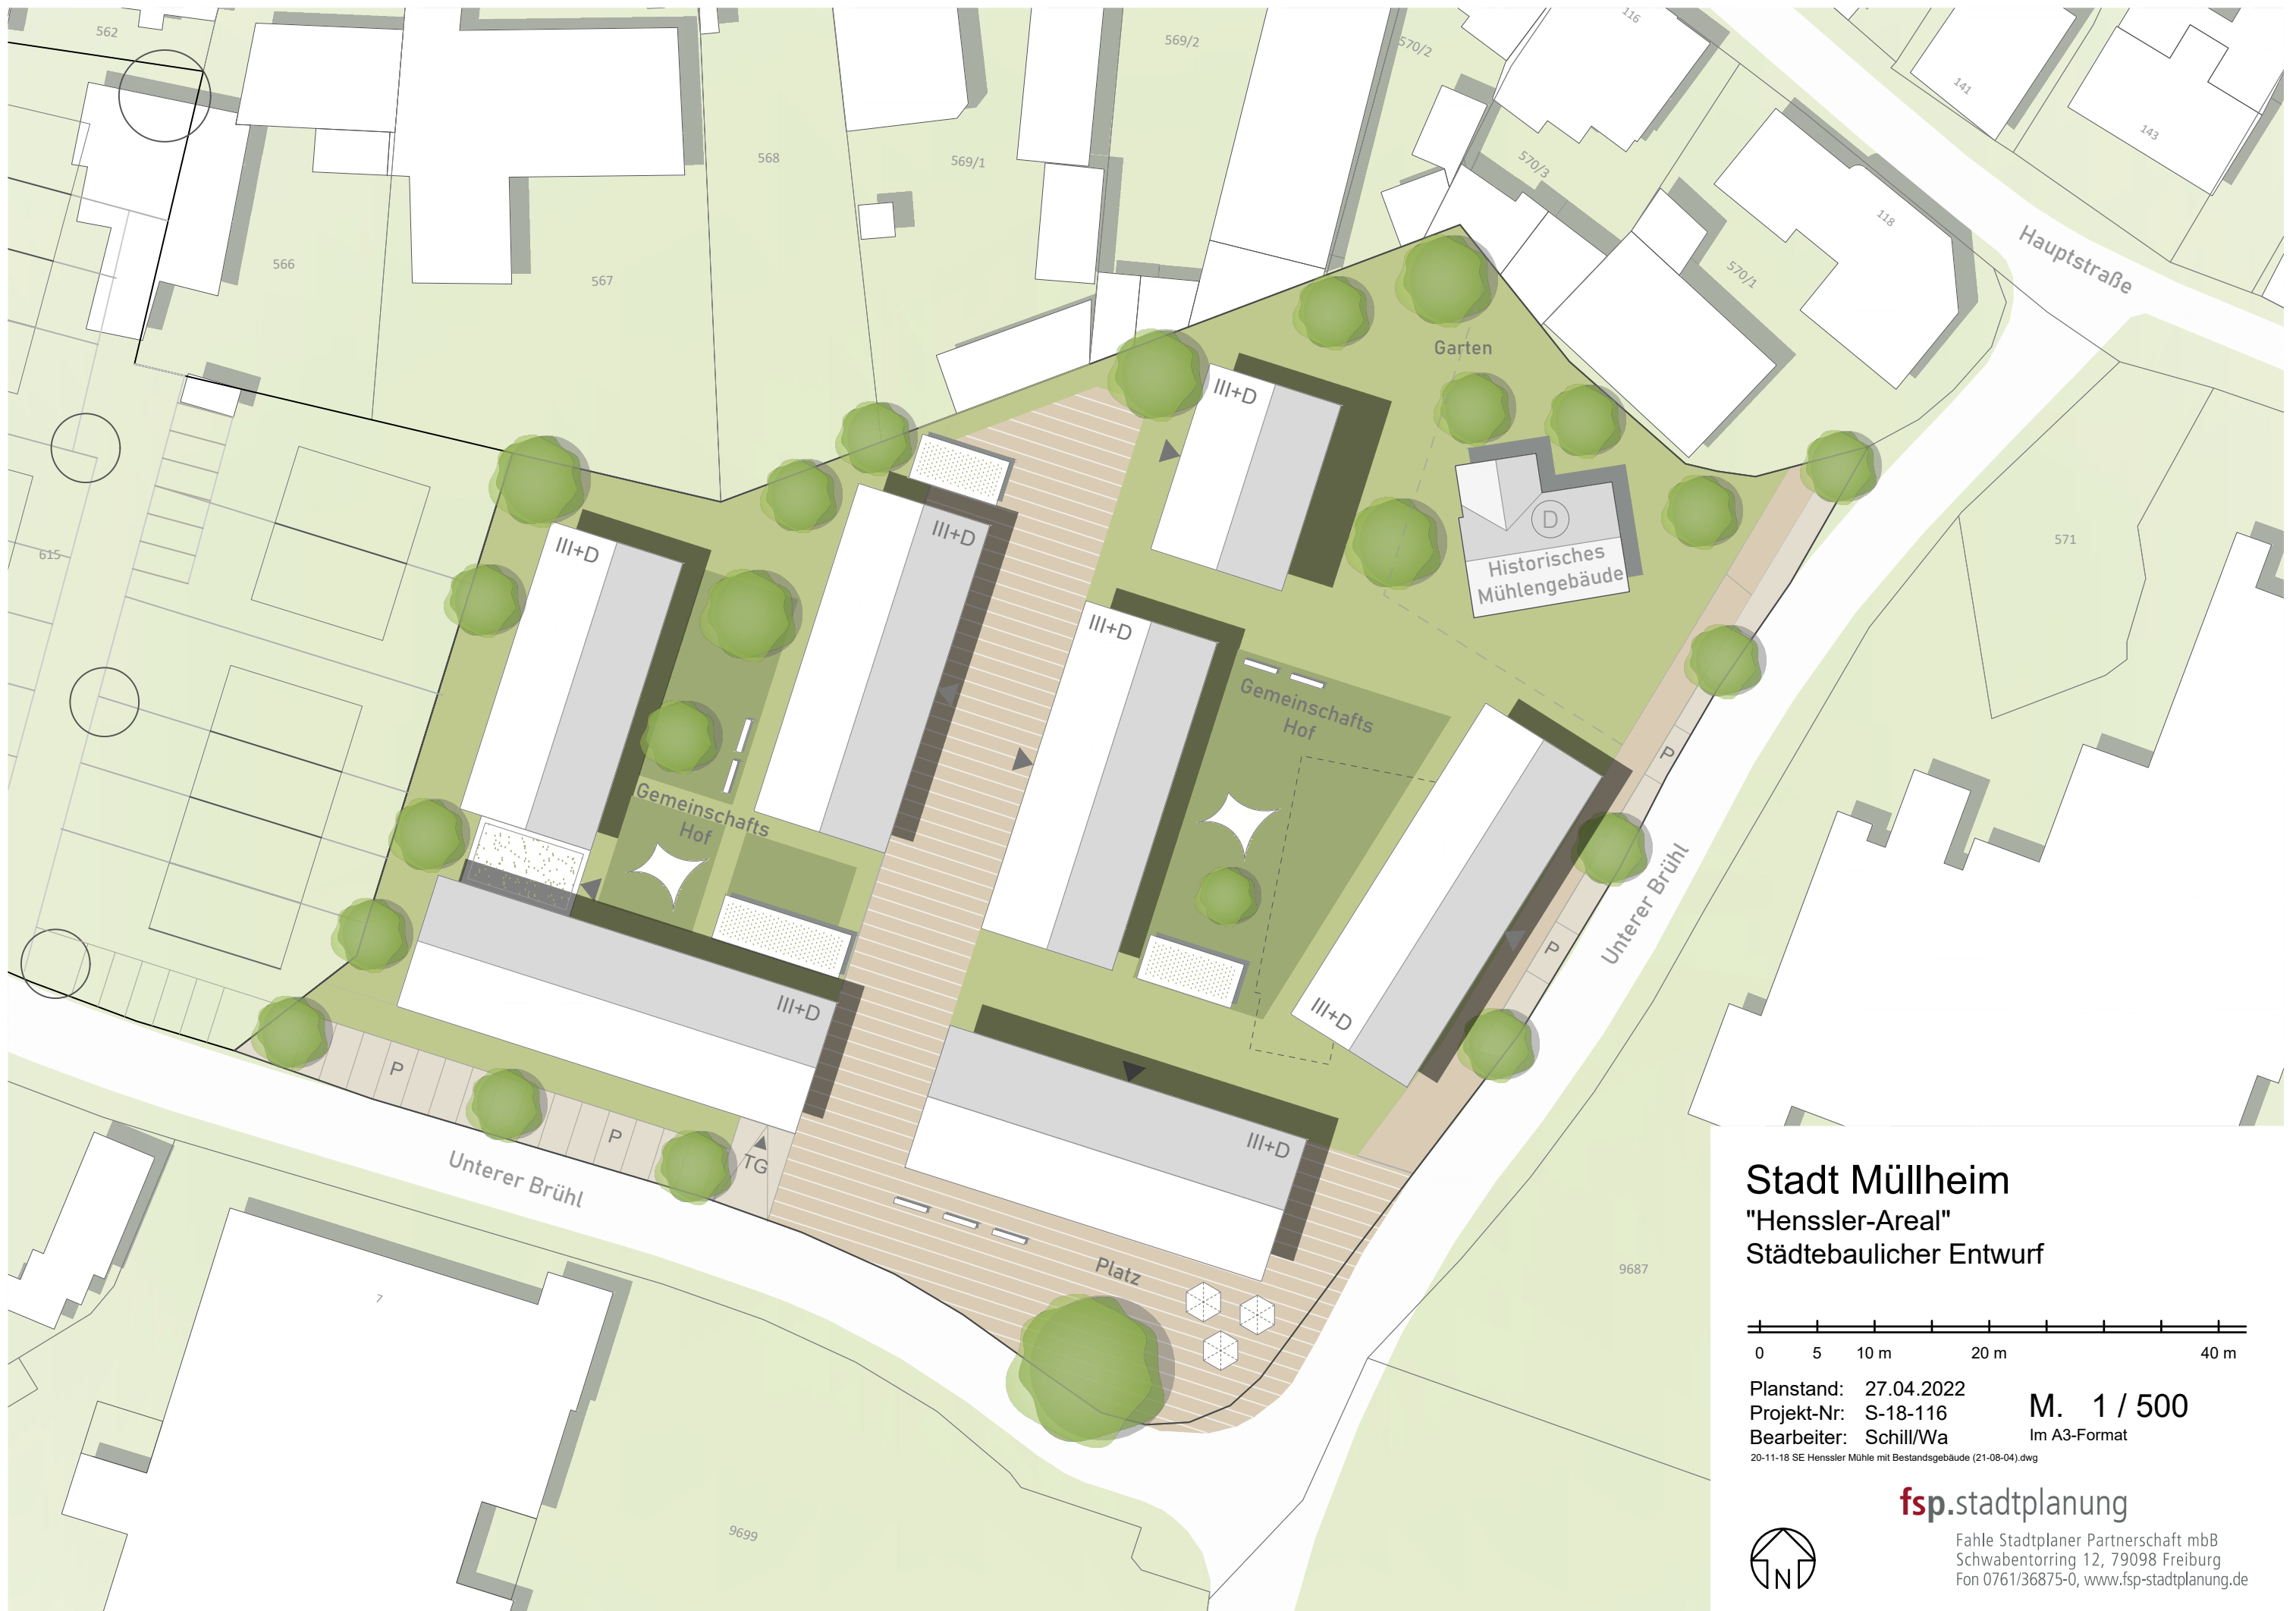 562
569/2
570/2
116
141
143
568
569/1
570/3
118
566
567
570/1
Hauptstraße
Garten
III+D
III+D
III+D
D
Historisches
Mühlengebäude
615
571
III+D
Gemeinschafts
Hof
P
Gemeinschafts
Hof
Unterer Brühl
P
III+D
III+D
P
P
III+D
TG
Unterer Brühl
Platz
9687
7
9699
Stadt Müllheim
"Henssler-Areal"
Städtebaulicher Entwurf
0 5 10 m 20 m 40 m
Planstand: 27.04.2022
Projekt-Nr: S-18-116
Bearbeiter: Schill/Wa
M. 1 / 500
Im A3-Format
20-11-18 SE Henssler Mühle mit Bestandsgebäude (21-08-04).dwg
fsp.stadtplanung
Fahle Stadtplaner Partnerschaft mbB
Schwabentorring 12, 79098 Freiburg
Fon 0761/36875-0, www.fsp-stadtplanung.de
N